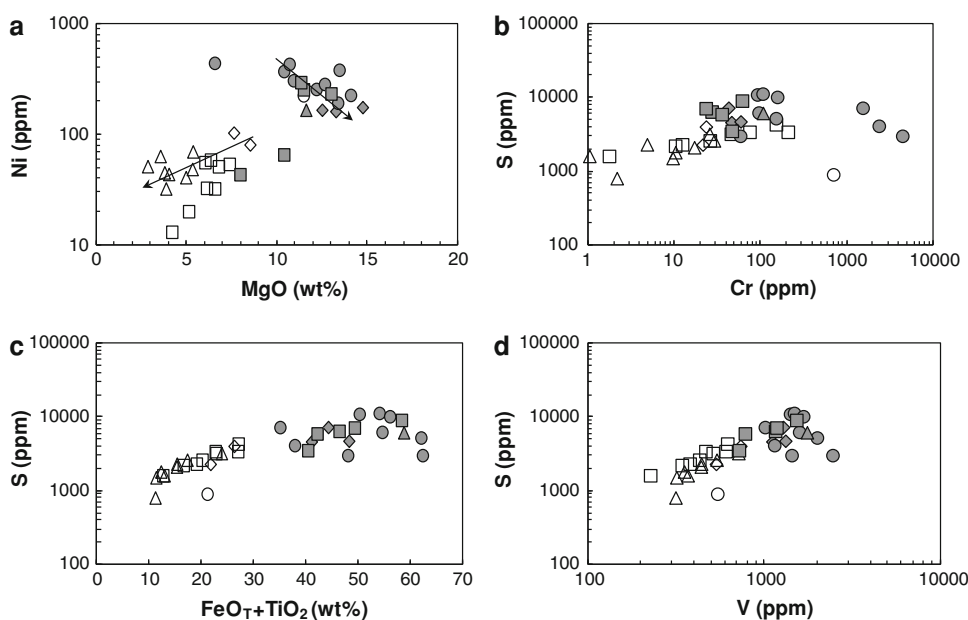 a
1000
100
10
Ni (ppm)
0 5 10 15 20
MgO (wt%)
b
100000
10000
1000
100
S (ppm)
1 10 100 1000 10000
Cr (ppm)
c
100000
10000
1000
100
S (ppm)
0 10 20 30 40 50 60 70
FeOT+TiO2 (wt%)
d
100000
10000
1000
100
S (ppm)
100 1000 10000
V (ppm)